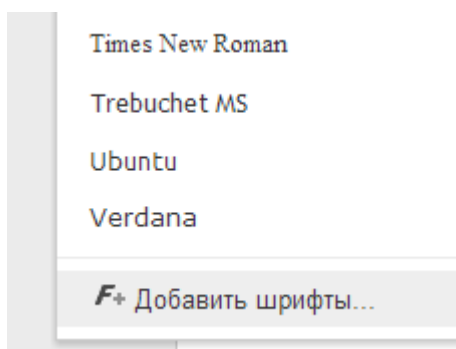 Times New Roman
Trebuchet MS
Ubuntu
Verdana
F+ Добавить шрифты...